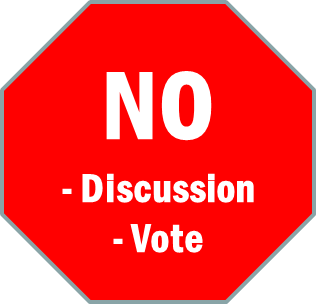 NO
- Discussion
- Vote